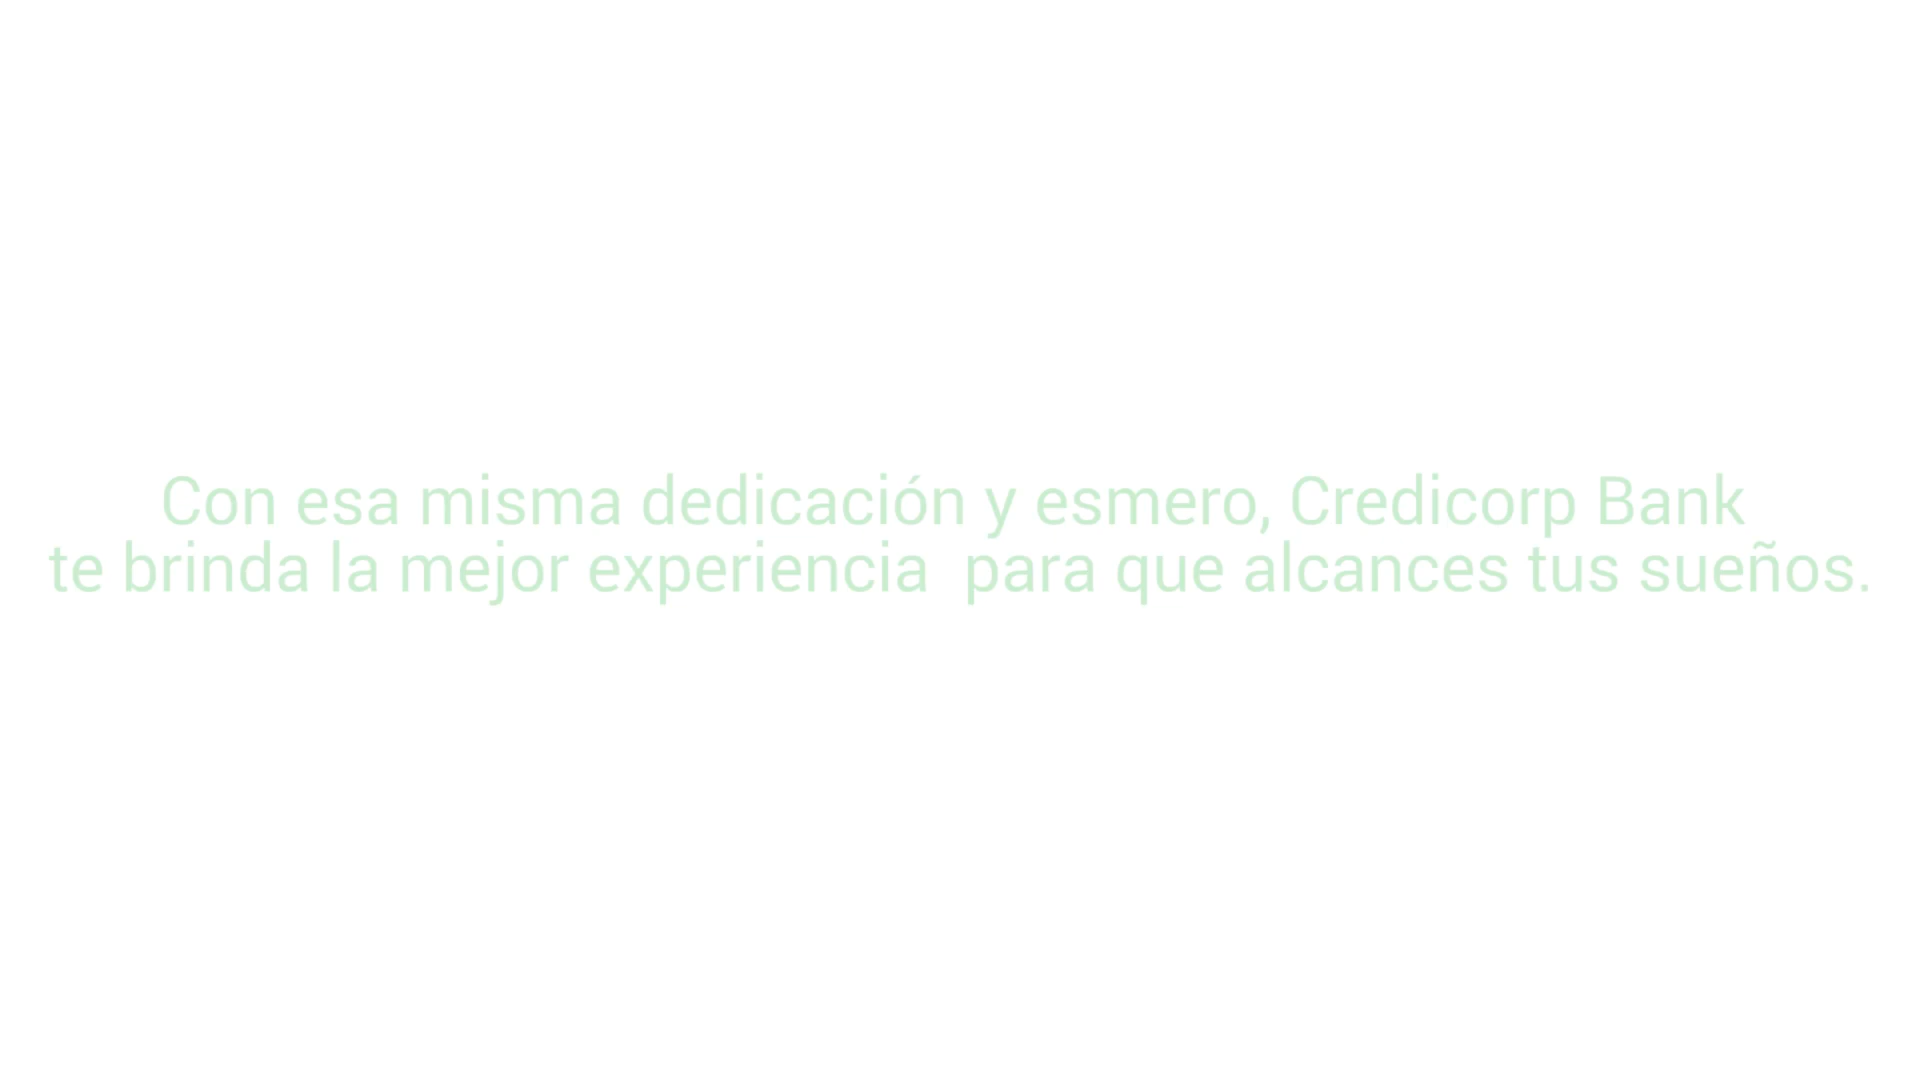 Con esa misma dedicación y esmero, Credicorp Bank
te brinda la mejor experiencia  para que alcances tus sueños.